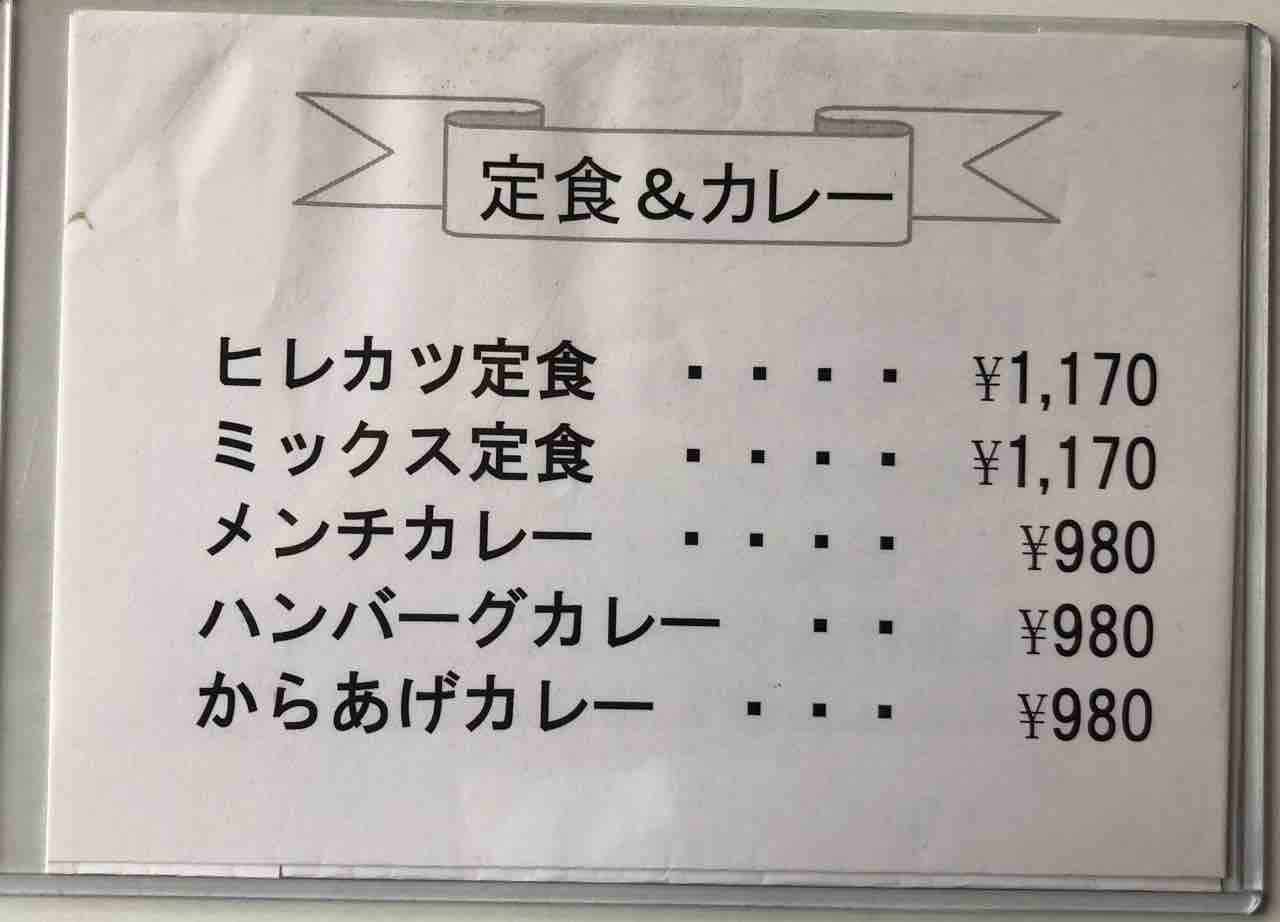 定食＆カレー
ヒレカツ定食 ・・・・ ¥1,170
ミックス定食 ・・・・ ¥1,170
メンチカレー ・・・・ ¥980
ハンバーグカレー ・・ ¥980
からあげカレー ・・・ ¥980